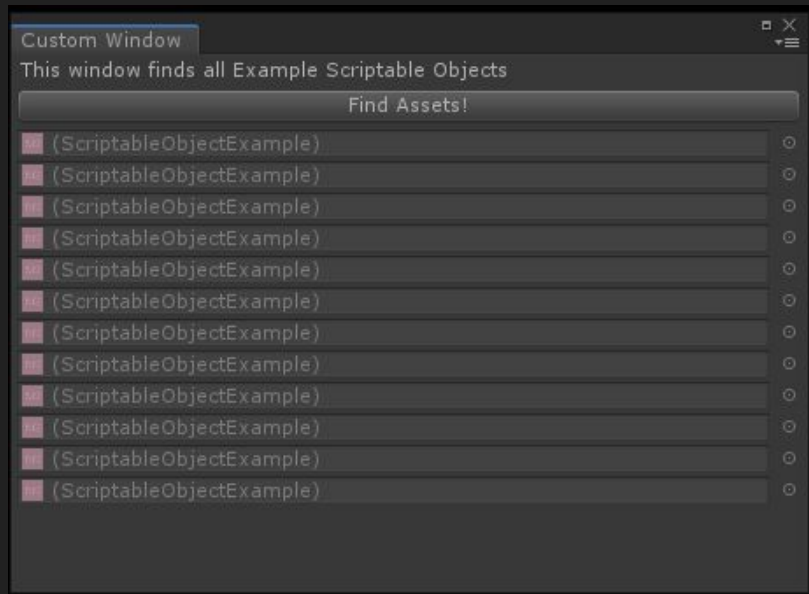 Custom Window
This window finds all Example Scriptable Objects
Find Assets!
(ScriptableObjectExample)
(ScriptableObjectExample)
(ScriptableObjectExample)
(ScriptableObjectExample)
(ScriptableObjectExample)
(ScriptableObjectExample)
(ScriptableObjectExample)
(ScriptableObjectExample)
(ScriptableObjectExample)
(ScriptableObjectExample)
(ScriptableObjectExample)
(ScriptableObjectExample)